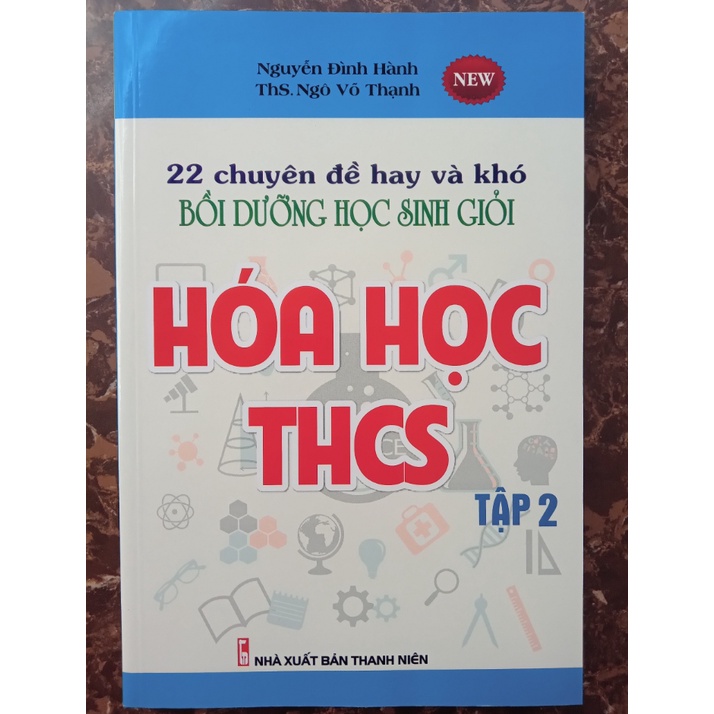 Nguyễn Đình Hành
ThS. Ngô Võ Thạnh
NEW
22 chuyên đề hay và khó
BỒI DƯỠNG HỌC SINH GIỎI
HÓA HỌC
THCS
TẬP 2
NHÀ XUẤT BẢN THANH NIÊN